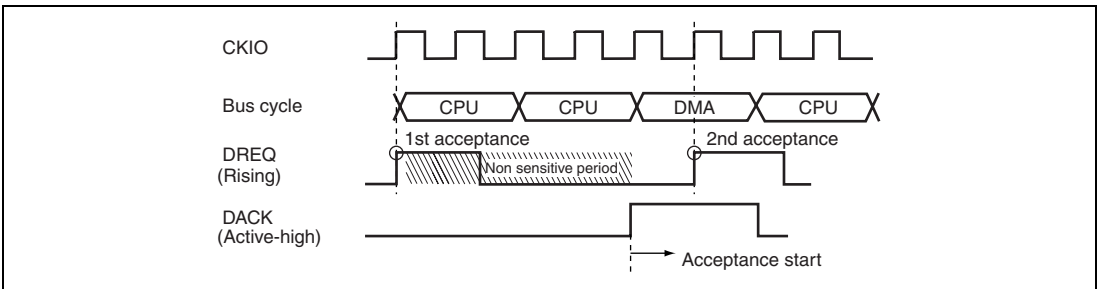 CKIO
Bus cycle CPU CPU DMA CPU
1st acceptance 2nd acceptance
DREQ
(Rising)
Non sensitive period
DACK
(Active-high)
Acceptance start